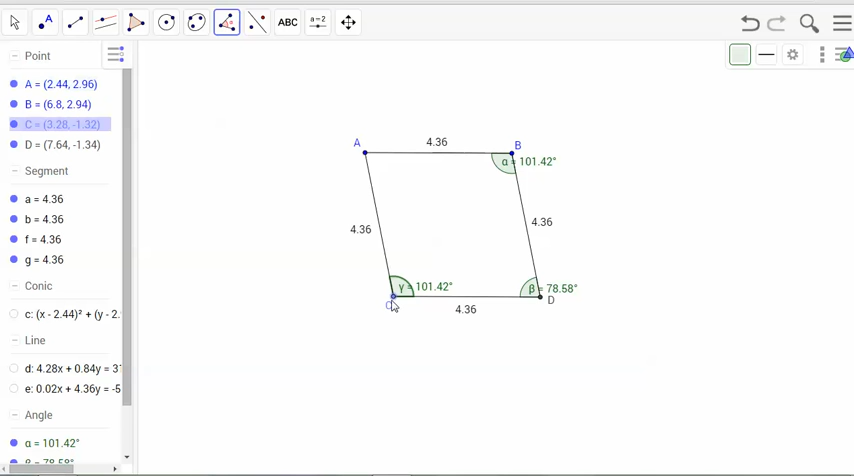 ABC
a=2
Point
A = (2.44, 2.96)
B = (6.8, 2.94)
C = (3.28, -1.32)
D = (7.64, -1.34)
Segment
a = 4.36
b = 4.36
f = 4.36
g = 4.36
Conic
c: (x - 2.44)² + (y - 2.
Line
d: 4.28x + 0.84y = 3
e: 0.02x + 4.36y = -5
Angle
α = 101.42°
β = 78.58°
A
4.36
B
α = 101.42°
4.36
4.36
γ = 101.42°
β = 78.58°
C
4.36
D